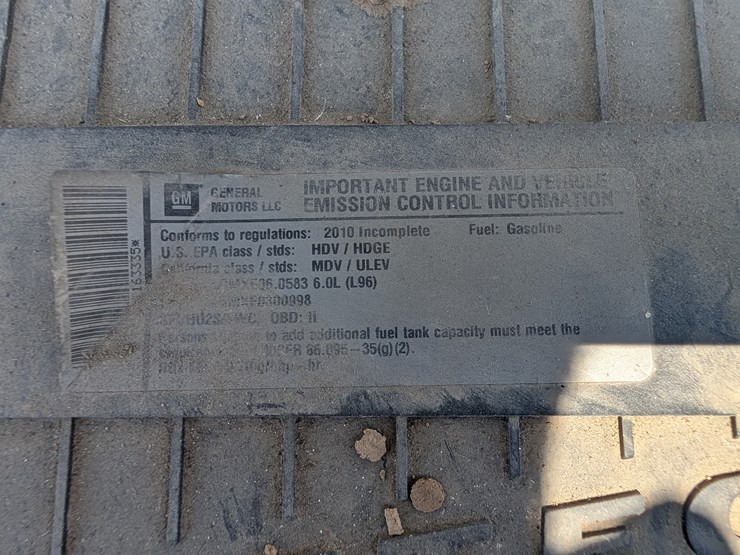 GM GENERAL MOTORS LLC
IMPORTANT ENGINE AND VEHICLE
EMISSION CONTROL INFORMATION
163335*
Conforms to regulations: 2010 Incomplete Fuel: Gasoline
U.S. EPA class / stds: HDV / HDGE
California class / stds: MDV / ULEV
6.0L (L96)
OBD: II
to add additional fuel tank capacity must meet the
86.095-35(g)(2).